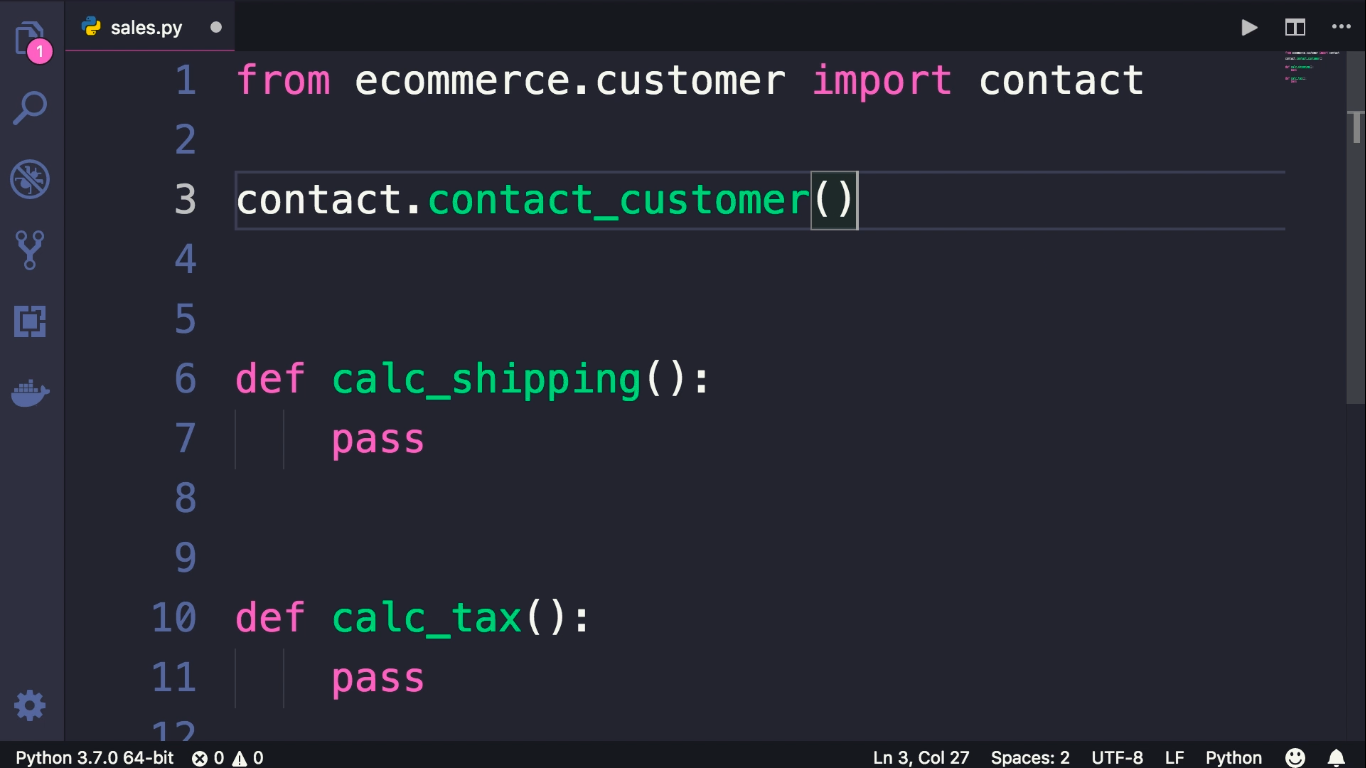 sales.py
1
1 from ecommerce.customer import contact
2
3 contact.contact_customer()
4
5
6 def calc_shipping():
7     pass
8
9
10 def calc_tax():
11     pass
12
Python 3.7.0 64-bit 0 0 Ln 3, Col 27 Spaces: 2 UTF-8 LF Python